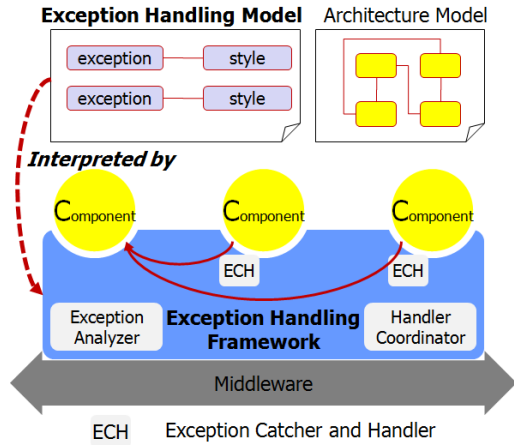 Exception Handling Model
Architecture Model
exception style
exception style
Interpreted by
Component Component Component
ECH ECH
Exception Analyzer
Exception Handling Framework
Handler Coordinator
Middleware
ECH Exception Catcher and Handler